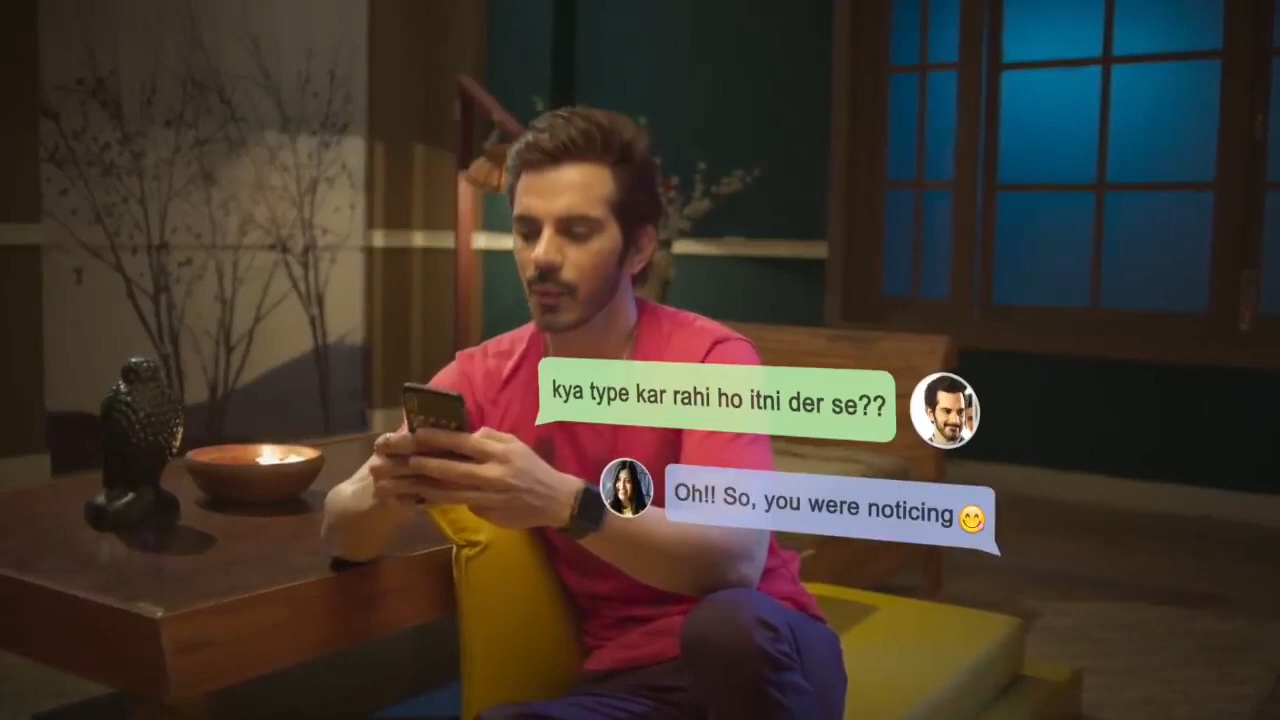 kya type kar rahi ho itni der se??
Oh!! So, you were noticing😋